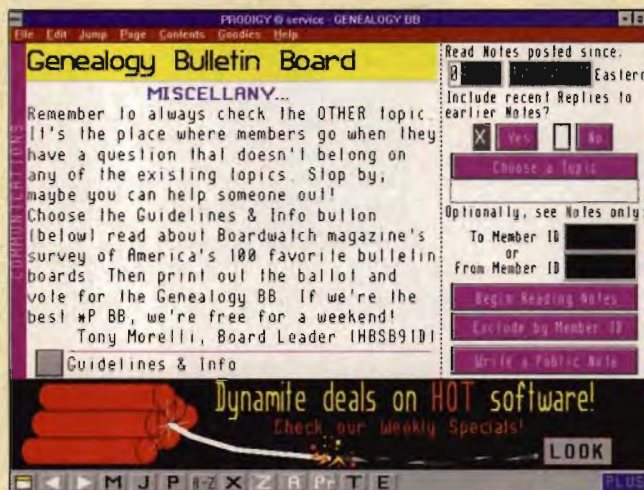 PRODIGY ® service - GENEALOGY BB
File Edit Jump Page Contents Goodies Help
Genealogy Bulletin Board
MISCELLANY...
Remember to always check the OTHER topic.
It's the place where members go when they
have a question that doesn't belong on
any of the existing topics. Stop by,
maybe you can help someone out!
Choose the Guidelines & Info button
(below) read about Boardwatch magazine's
survey of America's 100 favorite bulletin
boards. Then print out the ballot and
vote for the Genealogy BB. If we're the
best *P BB, we're free for a weekend!
Tony Morelli, Board Leader (HBSB91D)
Guidelines & Info
COMMUNICATIONS
Read Notes posted since.
Eastern
Include recent Replies to
earlier Notes?
X Yes No
Choose a Topic
Optionally, see Notes only
To Member ID
or
From Member ID
Begin Reading Notes
Exclude by Member ID
Write a Public Note
Dynamite deals on HOT software!
Check our Weekly Specials!
LOOK
M J P A-Z X Z A Pr T E PLUS